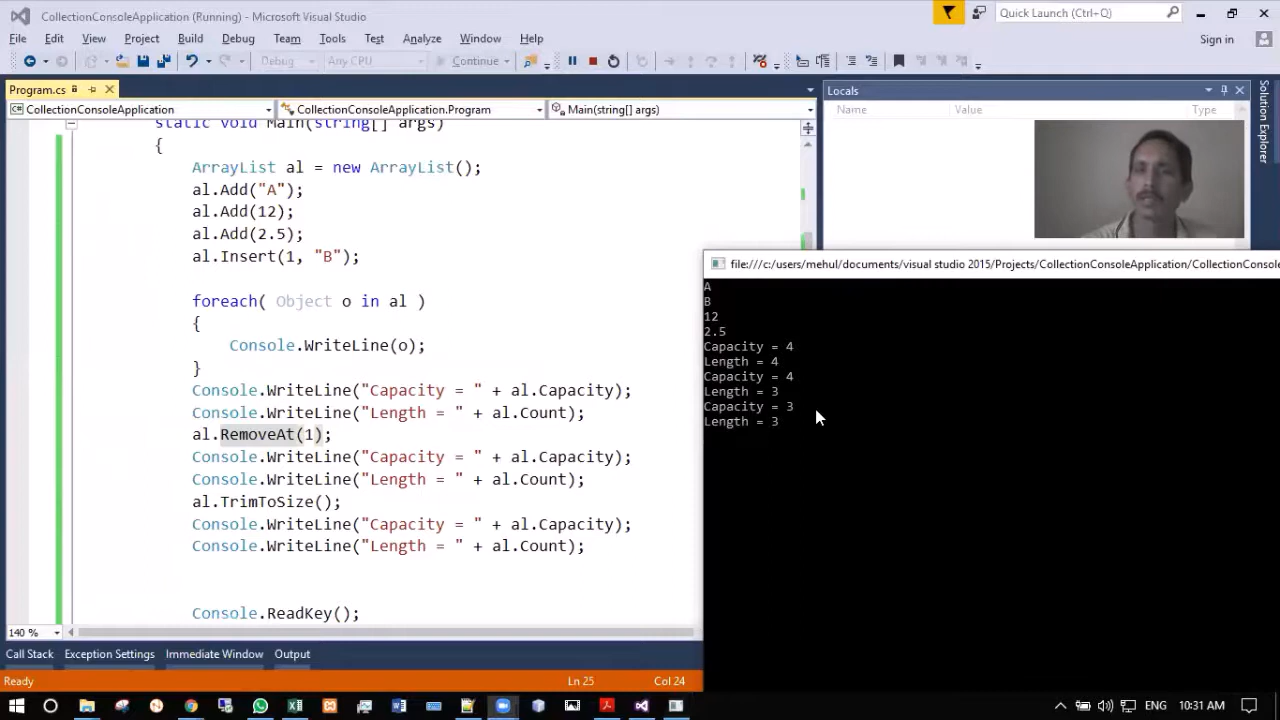 CollectionConsoleApplication (Running) - Microsoft Visual Studio
Quick Launch (Ctrl+Q)
File Edit View Project Build Debug Team Tools Test Analyze Window Help
Sign in
Debug Any CPU Continue
Program.cs
Locals
CollectionConsoleApplication
CollectionConsoleApplication.Program
Main(string[] args)
Name Value Type
Solution Explorer
static void Main(string[] args)
{
ArrayList al = new ArrayList();
al.Add("A");
al.Add(12);
al.Add(2.5);
al.Insert(1, "B");
foreach( Object o in al )
{
Console.WriteLine(o);
}
Console.WriteLine("Capacity = " + al.Capacity);
Console.WriteLine("Length = " + al.Count);
al.RemoveAt(1);
Console.WriteLine("Capacity = " + al.Capacity);
Console.WriteLine("Length = " + al.Count);
al.TrimToSize();
Console.WriteLine("Capacity = " + al.Capacity);
Console.WriteLine("Length = " + al.Count);
Console.ReadKey();
file:///c:/users/mehul/documents/visual studio 2015/Projects/CollectionConsoleApplication/CollectionConsole
A
B
12
2.5
Capacity = 4
Length = 4
Capacity = 4
Length = 3
Capacity = 3
Length = 3
140 %
Call Stack Exception Settings Immediate Window Output
Ready Ln 25 Col 24
ENG 10:31 AM